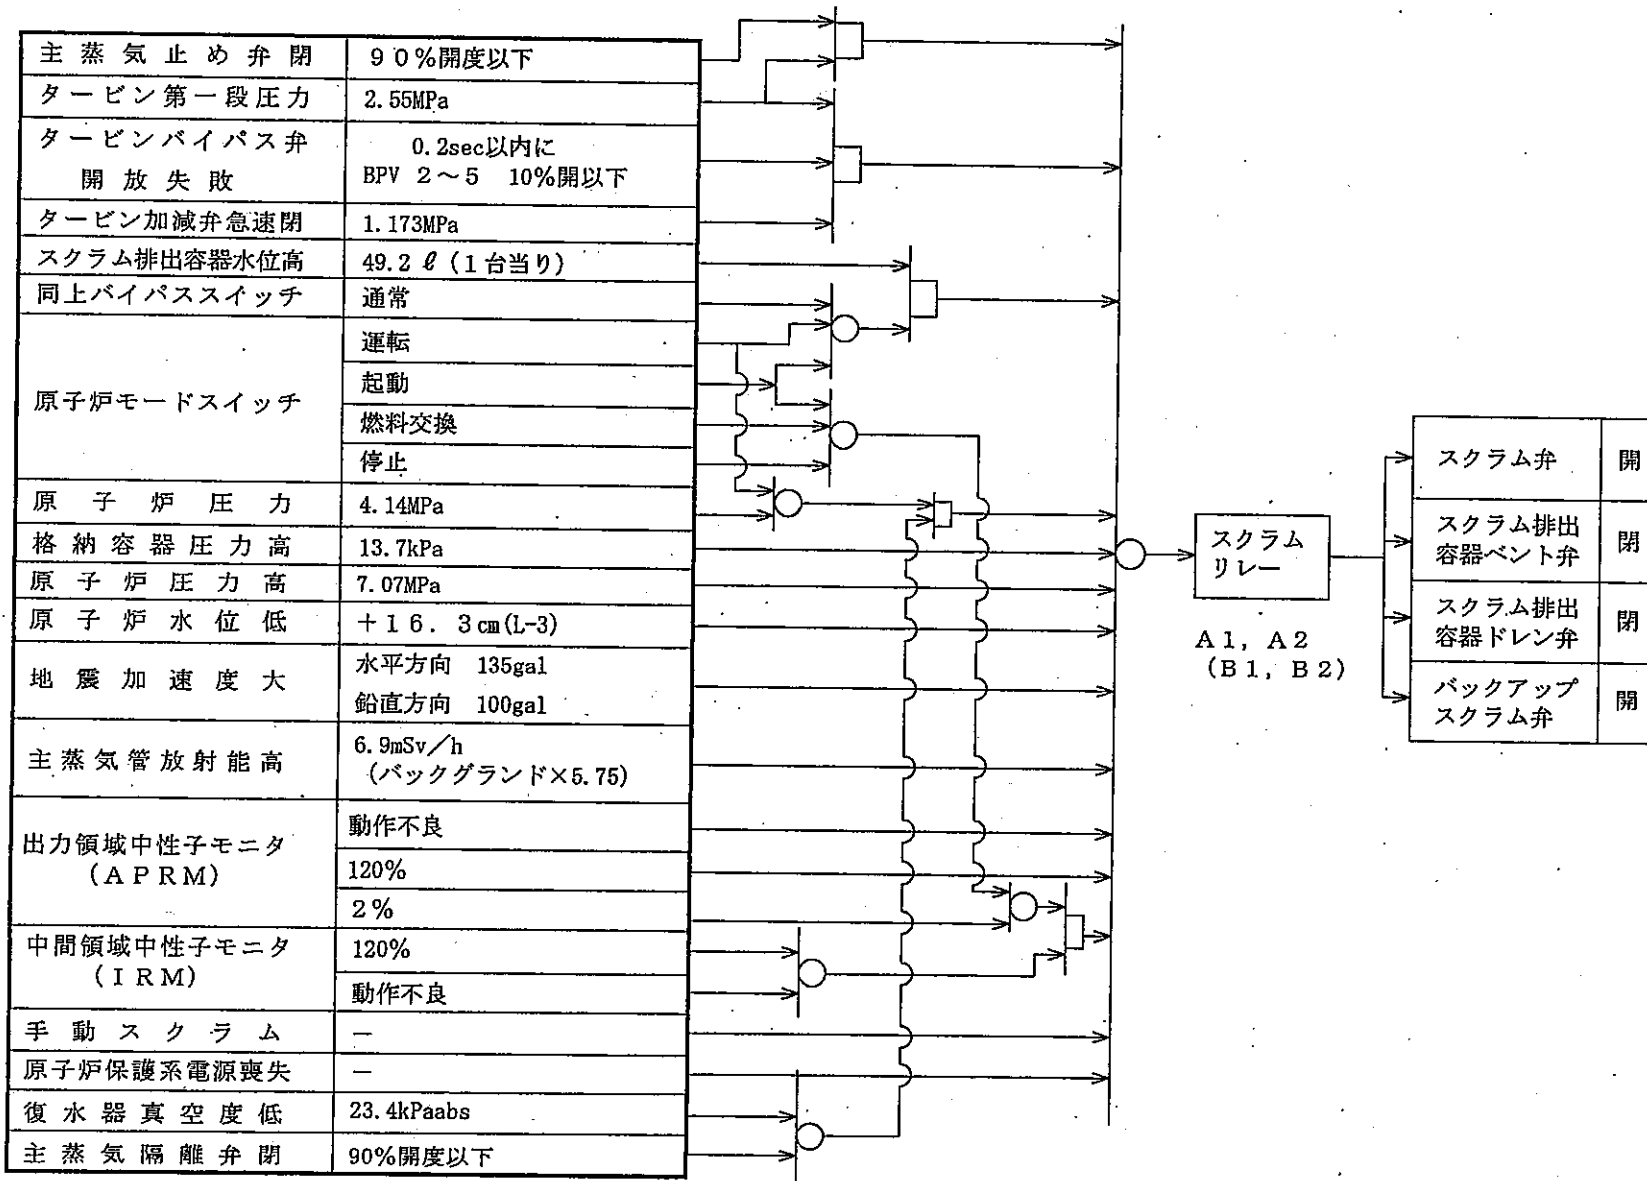 主蒸気止め弁閉 90%開度以下
タービン第一段圧力 2.55MPa
タービンバイパス弁
開放失敗
0.2sec以内に
BPV 2～5 10%開以下
タービン加減弁急速閉 1.173MPa
スクラム排出容器水位高 49.2ℓ(1台当り)
同上バイパススイッチ 通常
原子炉モードスイッチ
運転
起動
燃料交換
停止
原子炉圧力 4.14MPa
格納容器圧力高 13.7kPa
原子炉圧力高 7.07MPa
原子炉水位低 +16.3cm(L-3)
地震加速度大
水平方向 135gal
鉛直方向 100gal
主蒸気管放射能高
6.9mSv/h
(バックグランド×5.75)
出力領域中性子モニタ
(APRM)
動作不良
120%
2%
中間領域中性子モニタ
(IRM)
120%
動作不良
手動スクラム －
原子炉保護系電源喪失 －
復水器真空度低 23.4kPaabs
主蒸気隔離弁閉 90%開度以下
スクラム
リレー
A1, A2
(B1, B2)
スクラム弁 開
スクラム排出
容器ベント弁
閉
スクラム排出
容器ドレン弁
閉
バックアップ
スクラム弁
開